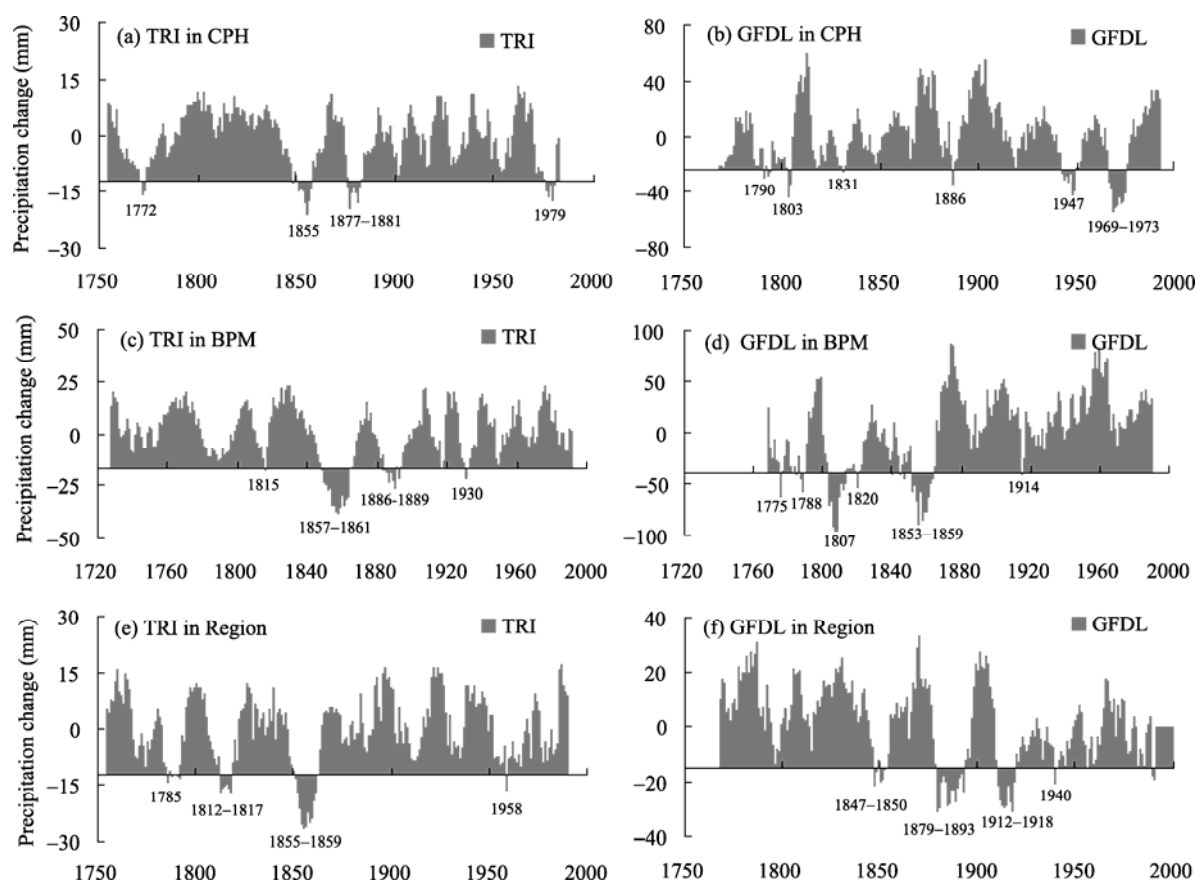 (a) TRI in CPH
TRI
Precipitation change (mm)
30
15
0
−15
−30
1772
1855
1877−1881
1979
1750 1800 1850 1900 1950 2000
(b) GFDL in CPH
GFDL
80
40
0
−40
−80
1790
1803
1831
1886
1947
1969−1973
1750 1800 1850 1900 1950 2000
(c) TRI in BPM
TRI
Precipitation change (mm)
50
25
0
−25
−50
1815
1857−1861
1886-1889
1930
1720 1760 1800 1840 1880 1920 1960 2000
(d) GFDL in BPM
GFDL
100
50
0
−50
−100
1775
1788
1807
1820
1853−1859
1914
1720 1760 1800 1840 1880 1920 1960 2000
(e) TRI in Region
TRI
Precipitation change (mm)
30
15
0
−15
−30
1785
1812−1817
1855−1859
1958
1750 1800 1850 1900 1950 2000
(f) GFDL in Region
GFDL
40
20
0
−20
−40
1847−1850
1879−1893
1912−1918
1940
1750 1800 1850 1900 1950 2000